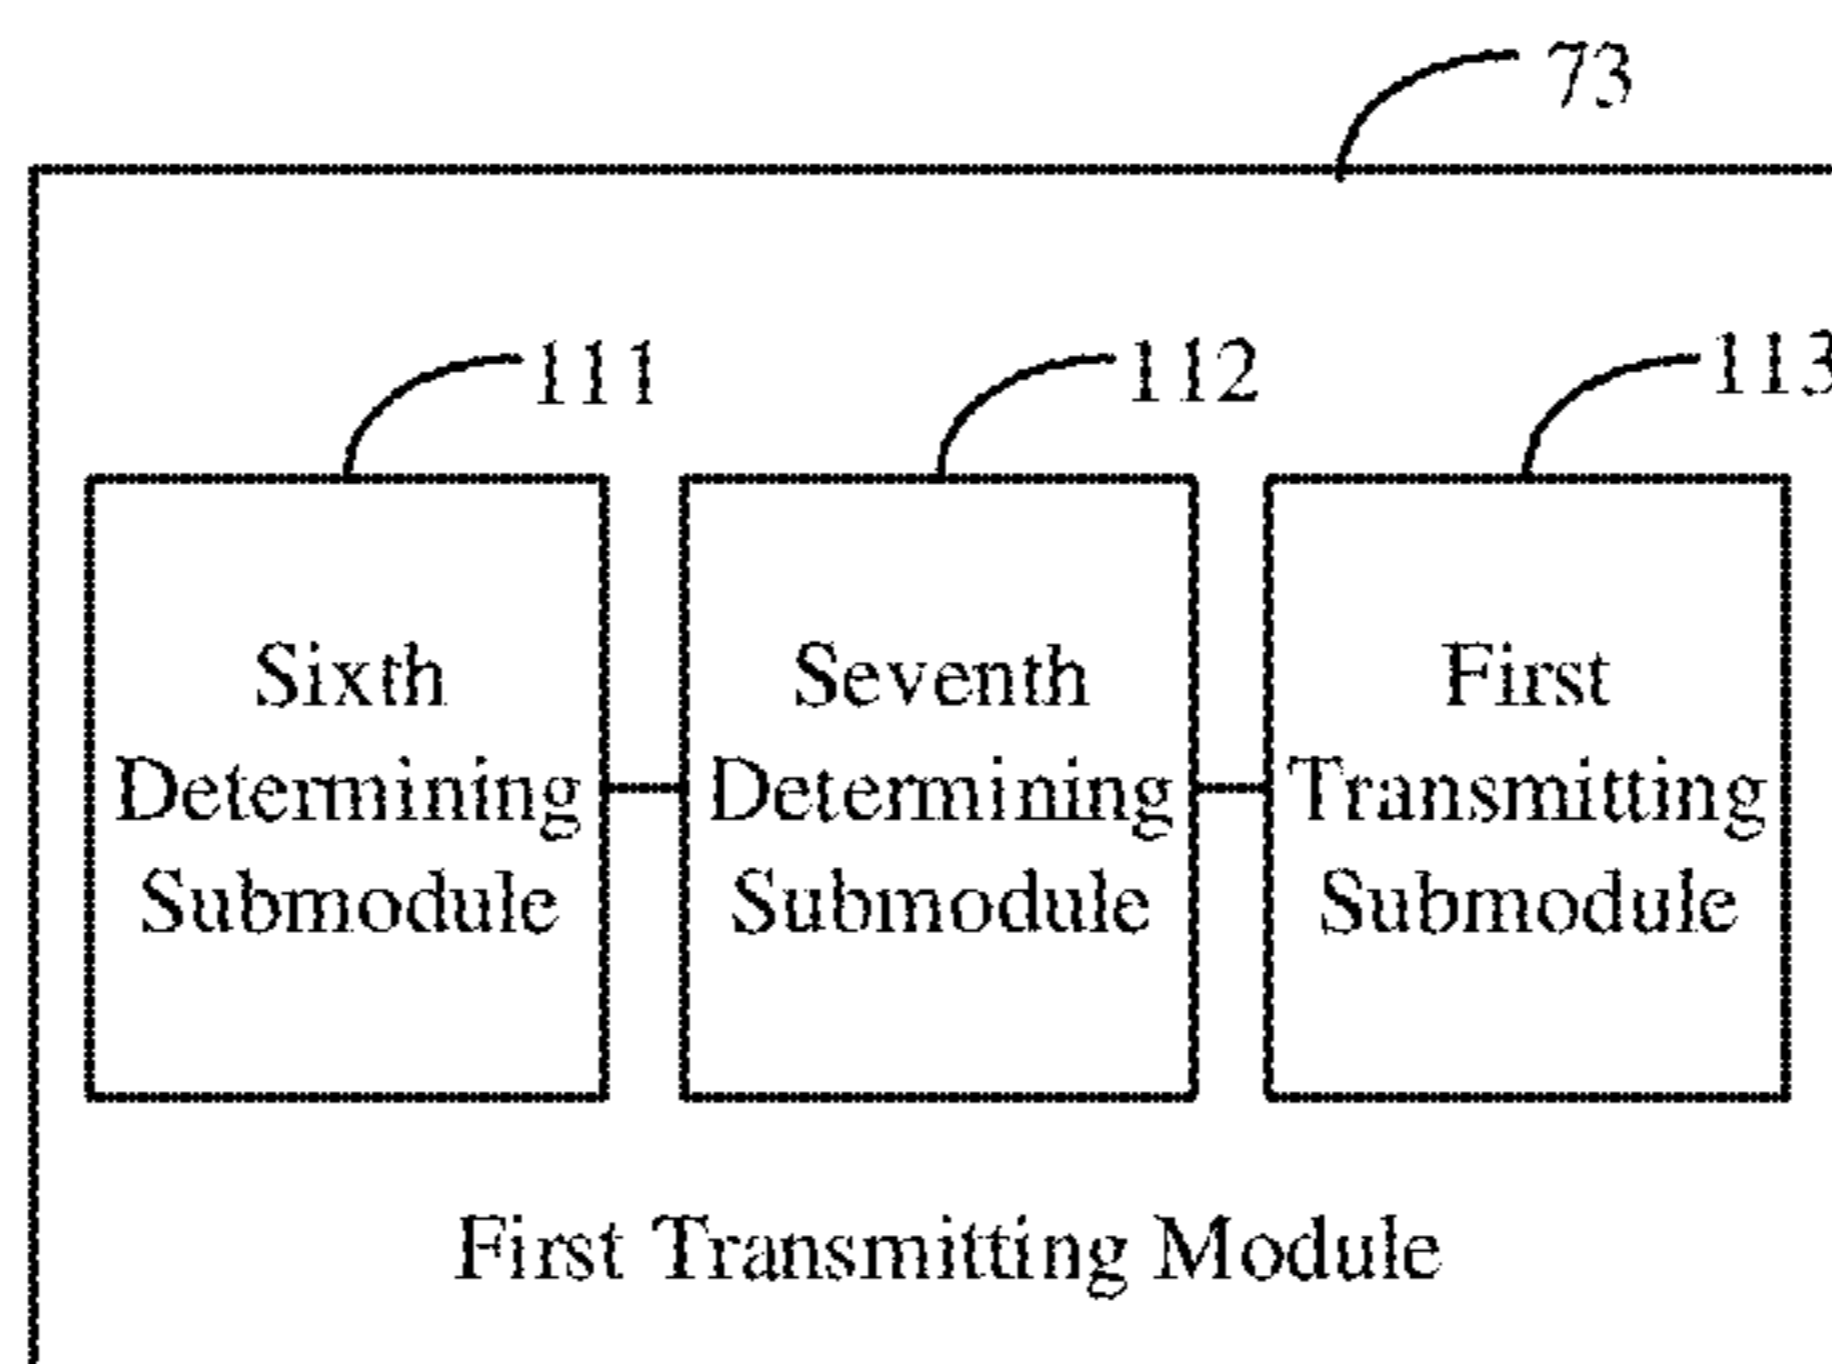 73
111
112
113
Sixth
Determining
Submodule
Seventh
Determining
Submodule
First
Transmitting
Submodule
First Transmitting Module